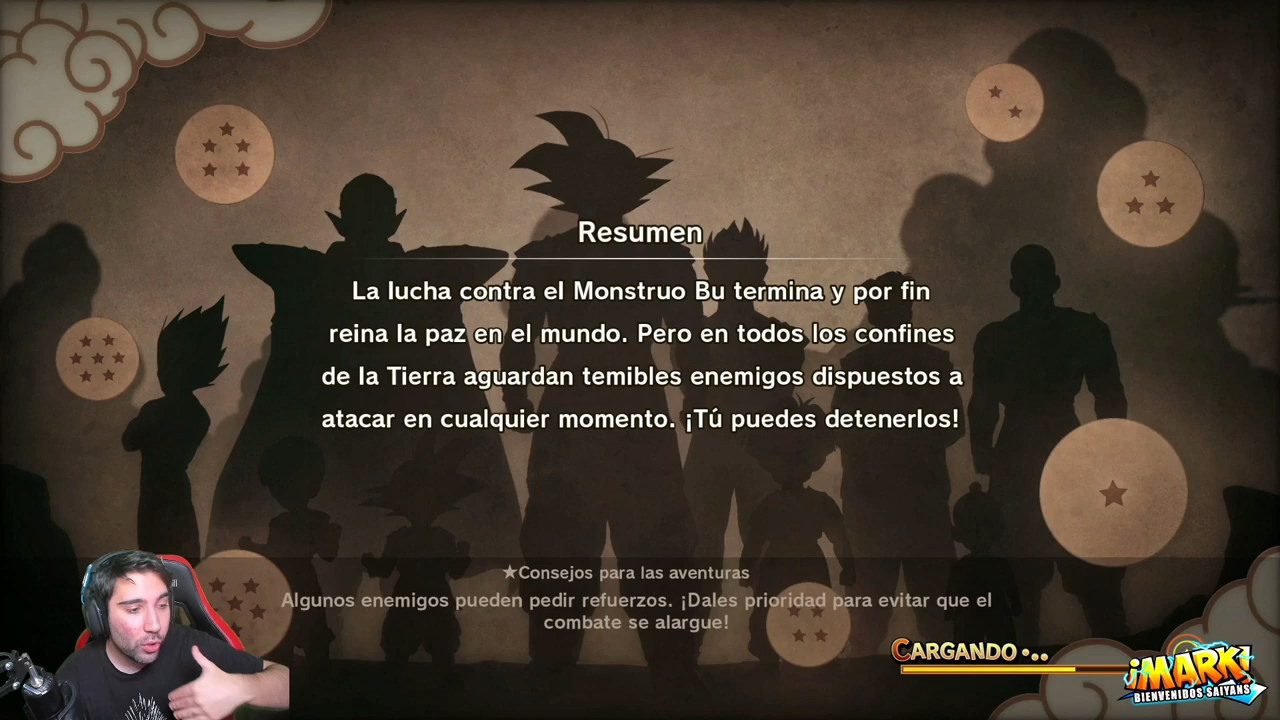 Resumen
La lucha contra el Monstruo Bu termina y por fin
reina la paz en el mundo. Pero en todos los confines
de la Tierra aguardan temibles enemigos dispuestos a
atacar en cualquier momento. ¡Tú puedes detenerlos!
★Consejos para las aventuras
Algunos enemigos pueden pedir refuerzos. ¡Dales prioridad para evitar que el
combate se alargue!
CARGANDO...
¡MARK!
BIENVENIDOS SAIYANS